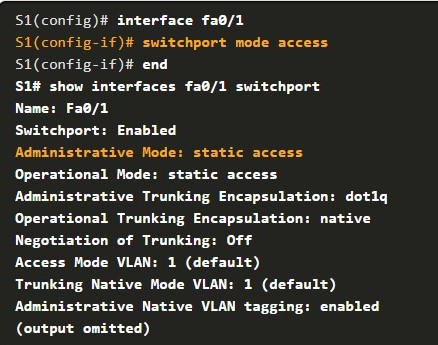 S1(config)# interface fa0/1
S1(config-if)# switchport mode access
S1(config-if)# end
S1# show interfaces fa0/1 switchport
Name: Fa0/1
Switchport: Enabled
Administrative Mode: static access
Operational Mode: static access
Administrative Trunking Encapsulation: dot1q
Operational Trunking Encapsulation: native
Negotiation of Trunking: Off
Access Mode VLAN: 1 (default)
Trunking Native Mode VLAN: 1 (default)
Administrative Native VLAN tagging: enabled
(output omitted)